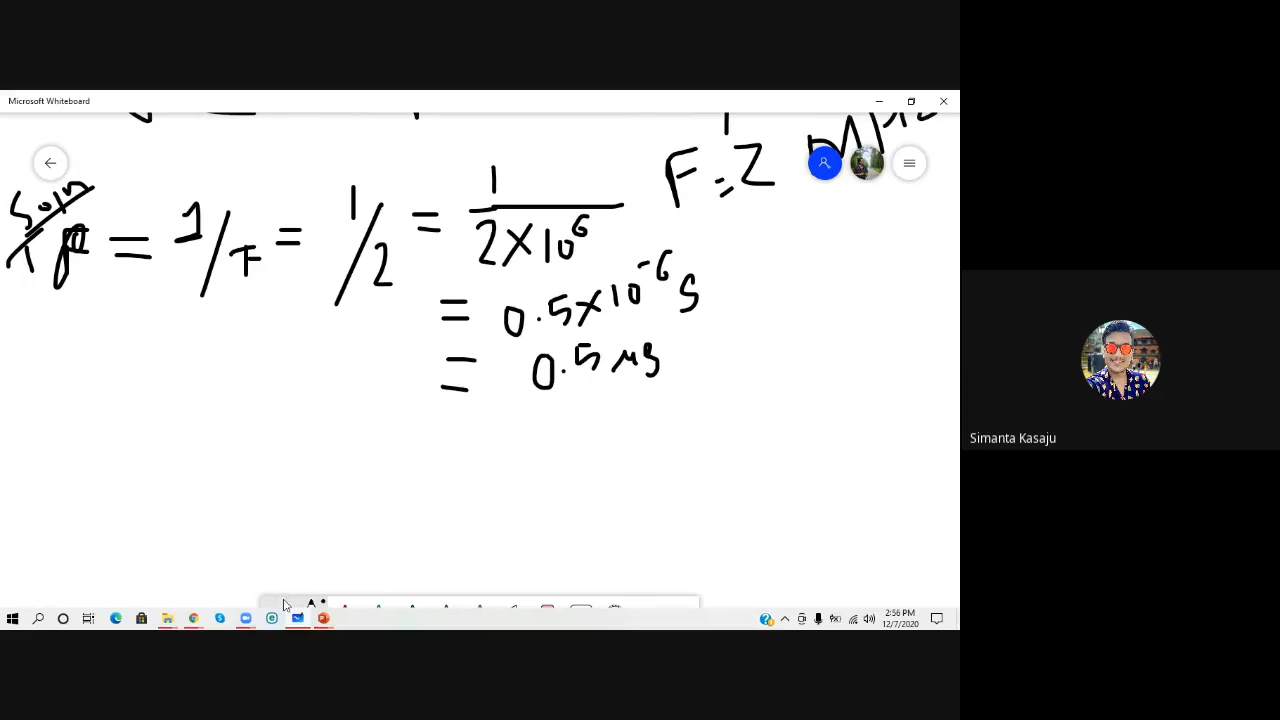 Microsoft Whiteboard
F = 2 MHz
Soln
= 1/F = 1/2 = 1/(2×10⁶)
= 0.5×10⁻⁶ s
= 0.5 μs
Simanta Kasaju
2:56 PM
12/7/2020